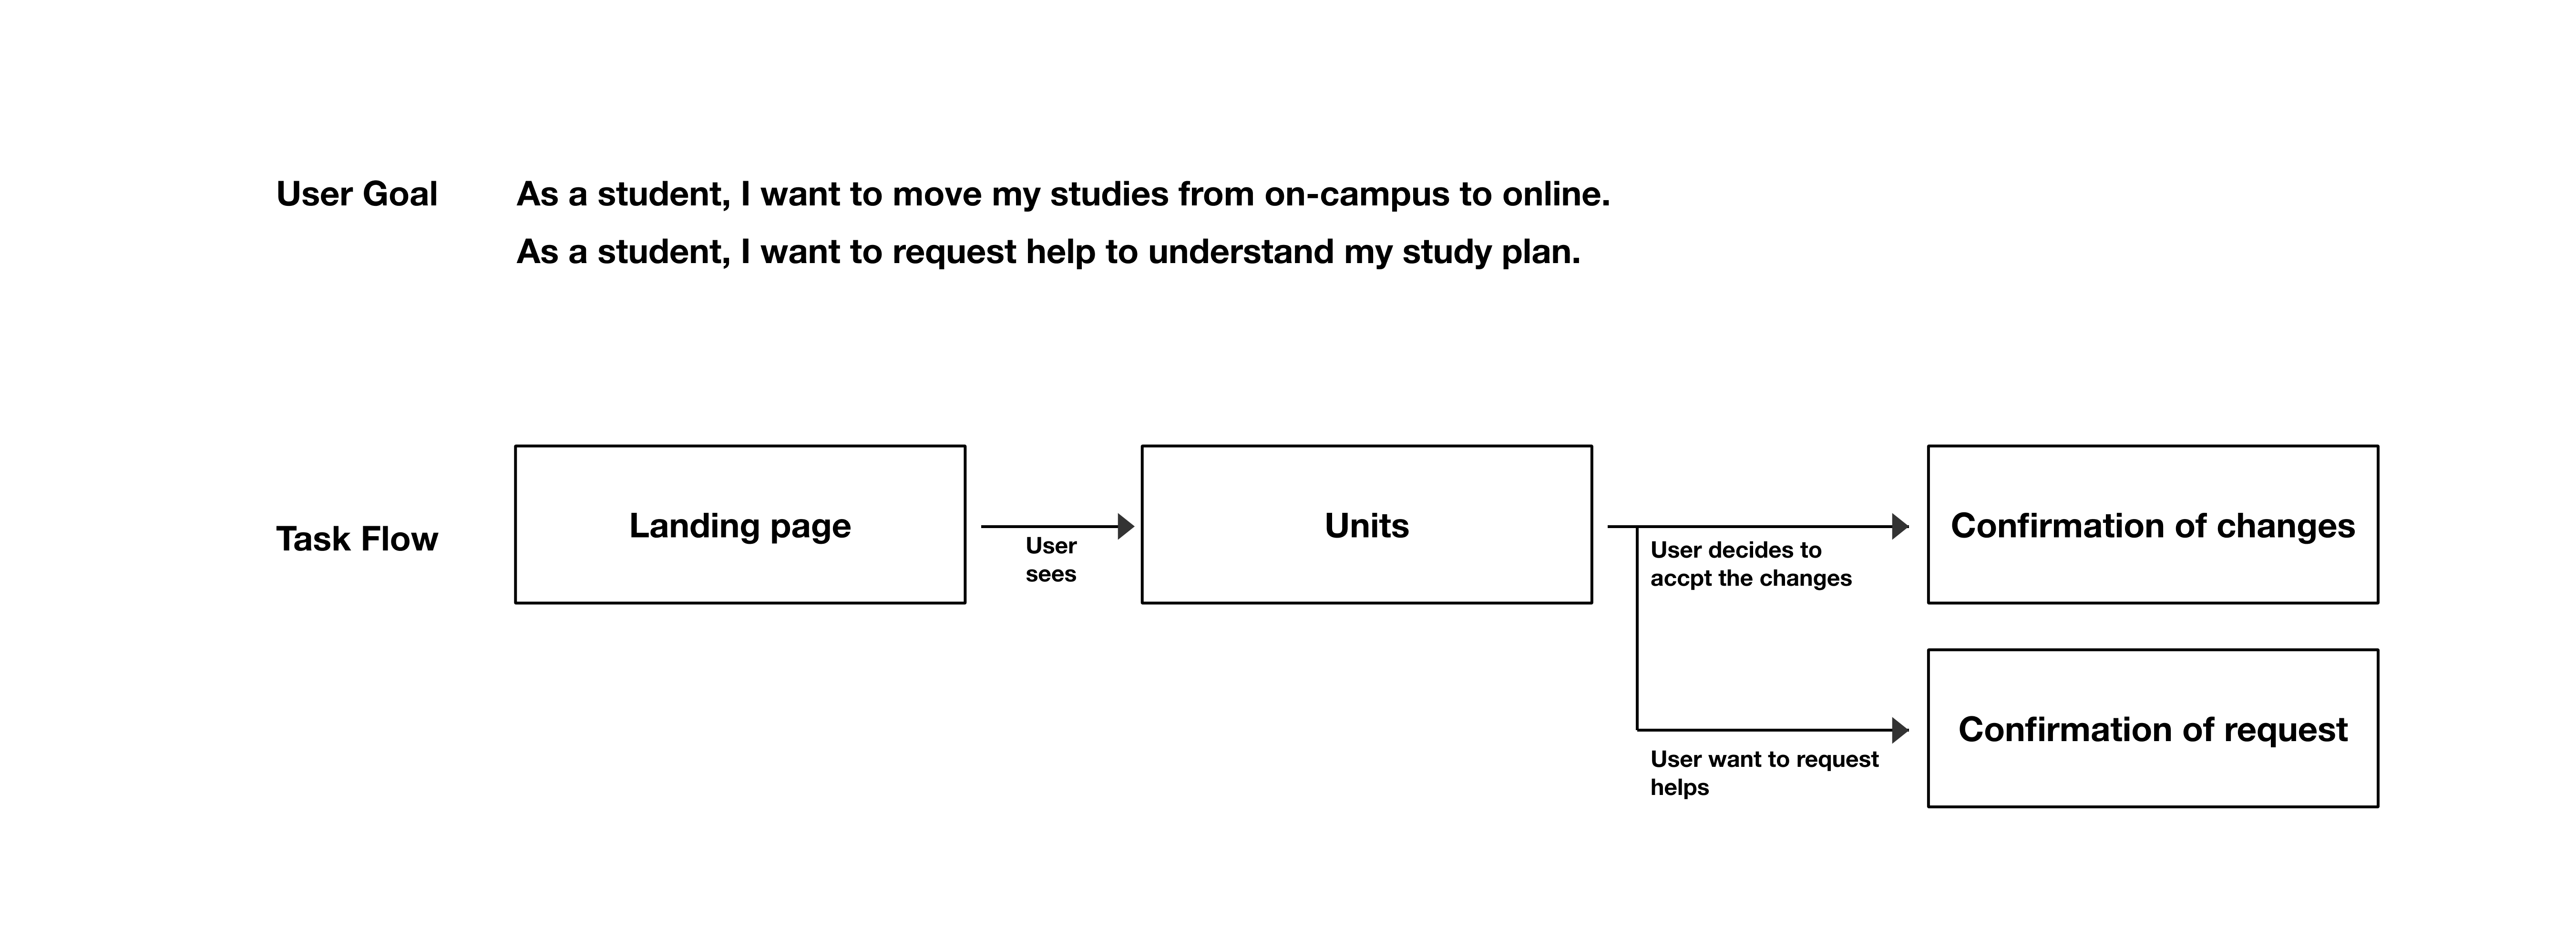 User Goal
As a student, I want to move my studies from on-campus to online.
As a student, I want to request help to understand my study plan.
Task Flow
Landing page
User
sees
Units
User decides to
accpt the changes
Confirmation of changes
User want to request
helps
Confirmation of request